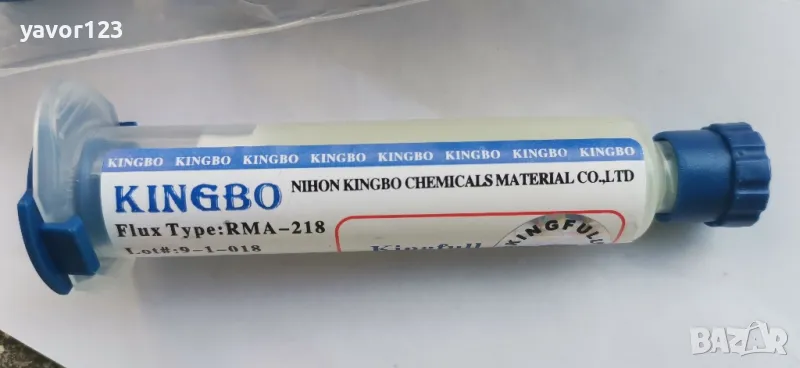 yavor123
KINGBO KINGBO KINGBO KINGBO KINGBO KINGBO KINGBO KINGBO
KINGBO NIHON KINGBO CHEMICALS MATERIAL CO.,LTD
Flux Type:RMA-218
Lot#:9-1-018
Kingfull
KINGFULL
BAZAR